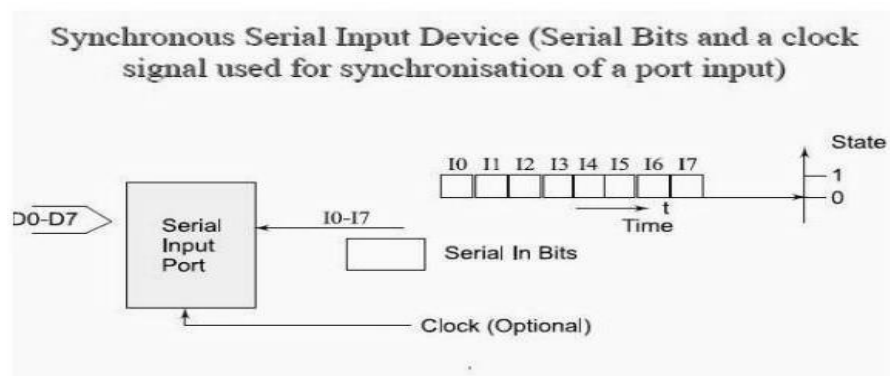 Synchronous Serial Input Device (Serial Bits and a clock
signal used for synchronisation of a port input)
State
I0 I1 I2 I3 I4 I5 I6 I7
1
0
t
Time
D0-D7
I0-I7
Serial
Input
Port
Serial In Bits
Clock (Optional)